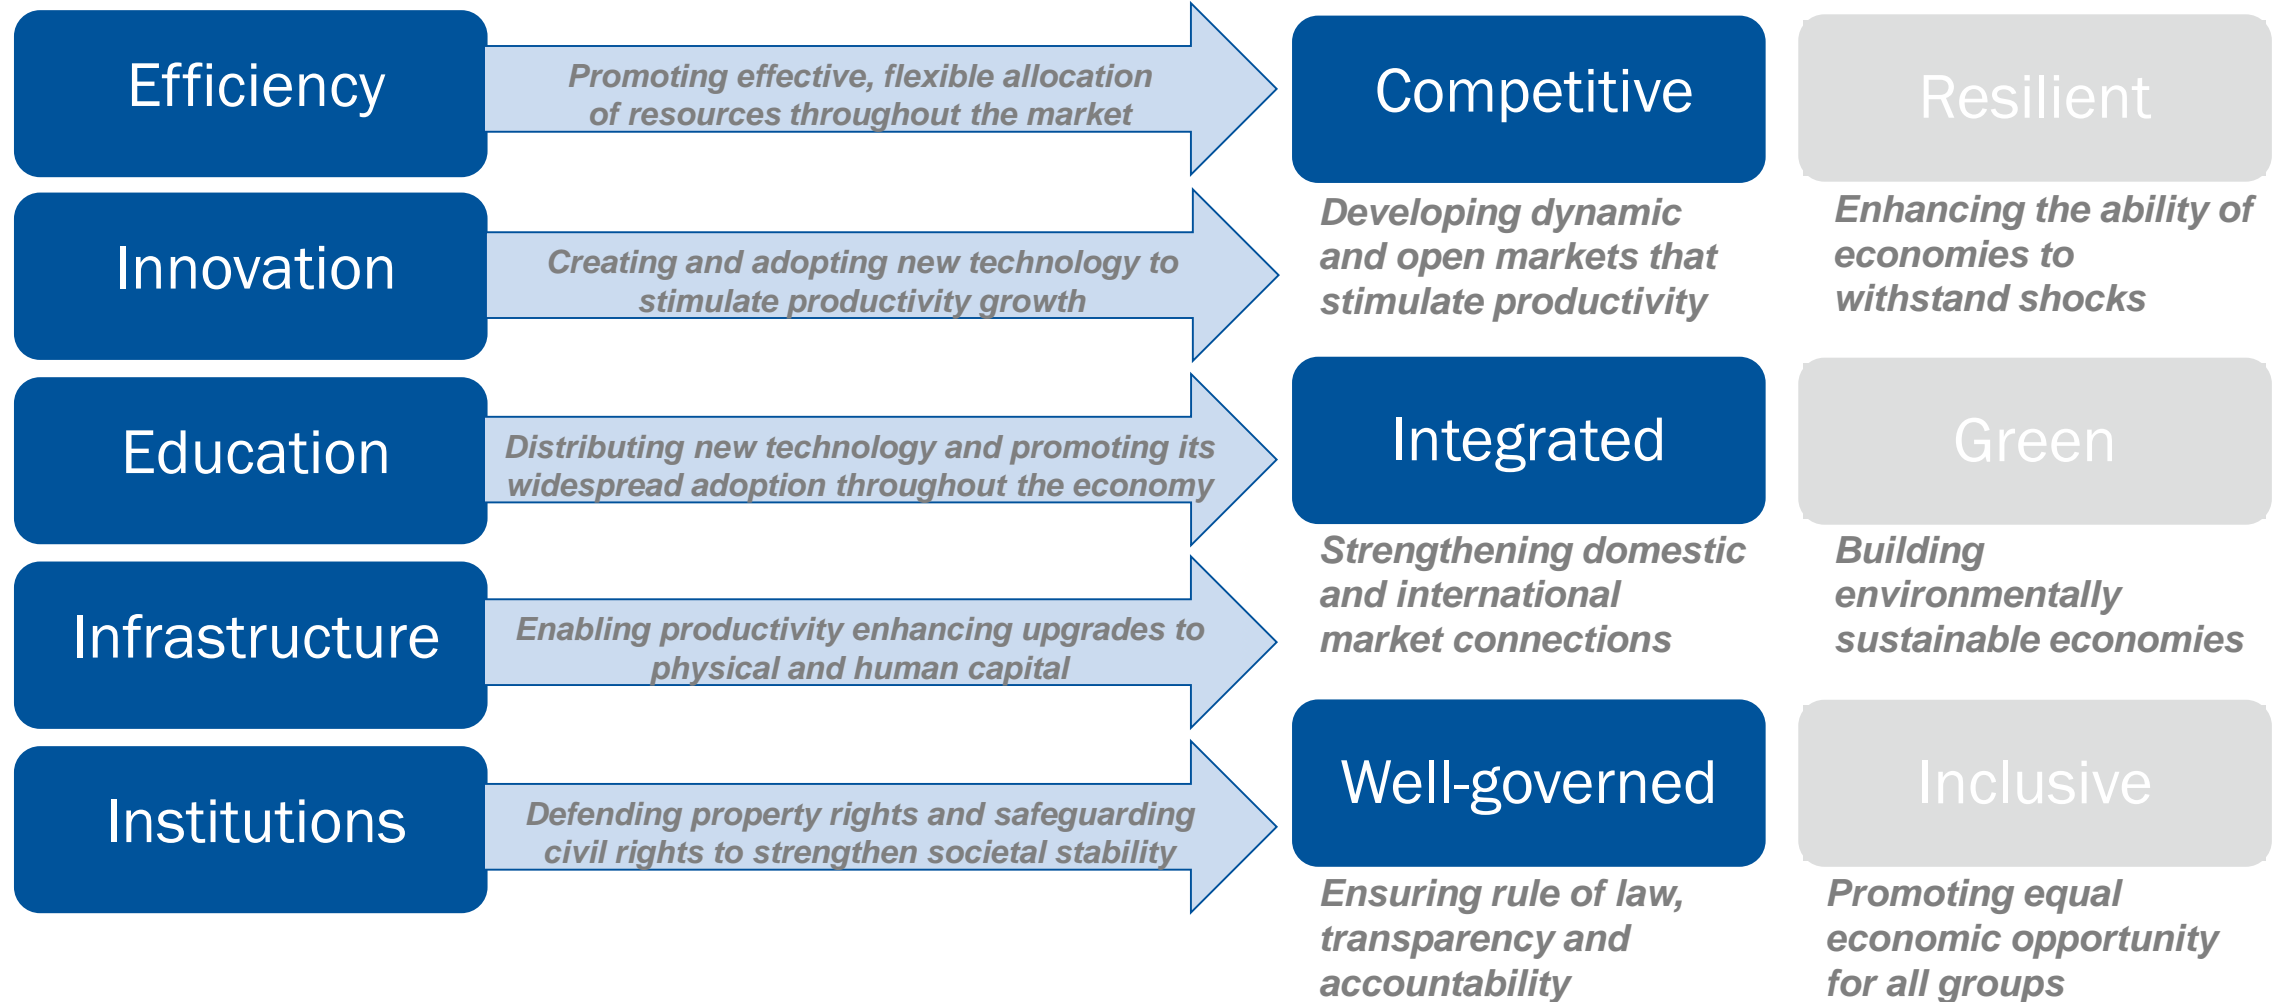 Efficiency
Promoting effective, flexible allocation
of resources throughout the market
Innovation
Creating and adopting new technology to
stimulate productivity growth
Education
Distributing new technology and promoting its
widespread adoption throughout the economy
Infrastructure
Enabling productivity enhancing upgrades to
physical and human capital
Institutions
Defending property rights and safeguarding
civil rights to strengthen societal stability
Competitive
Developing dynamic
and open markets that
stimulate productivity
Integrated
Strengthening domestic
and international
market connections
Well-governed
Ensuring rule of law,
transparency and
accountability
Resilient
Enhancing the ability of
economies to
withstand shocks
Green
Building
environmentally
sustainable economies
Inclusive
Promoting equal
economic opportunity
for all groups